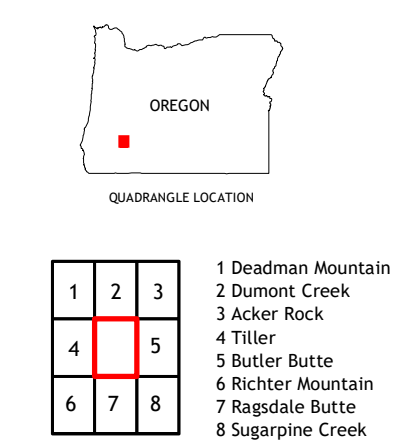 OREGON
QUADRANGLE LOCATION
1 2 3
4 5
6 7 8
1 Deadman Mountain
2 Dumont Creek
3 Acker Rock
4 Tiller
5 Butler Butte
6 Richter Mountain
7 Ragsdale Butte
8 Sugarpine Creek